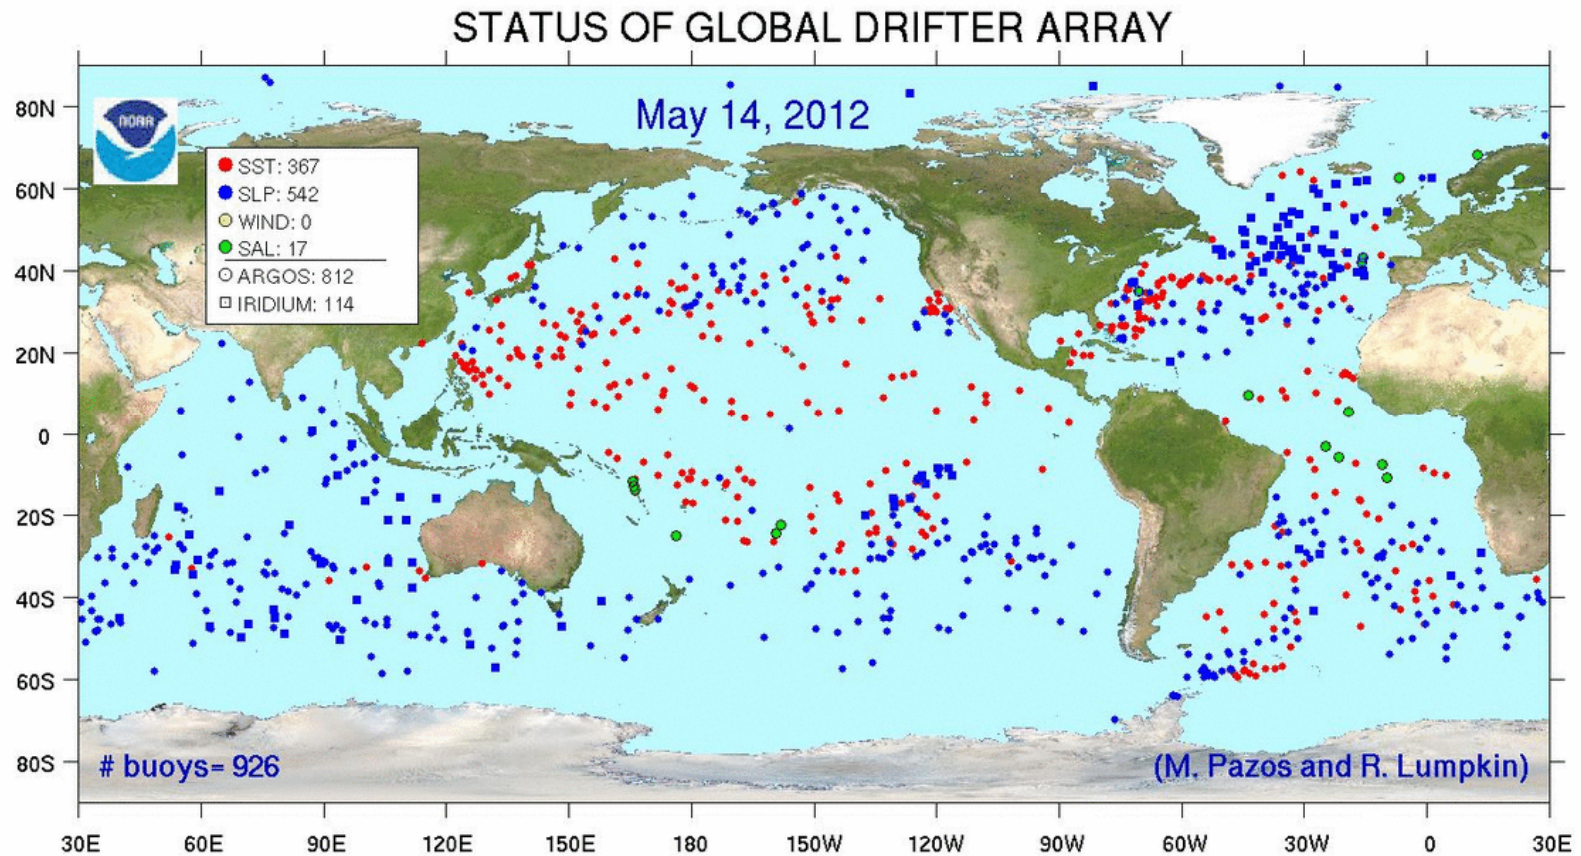 STATUS OF GLOBAL DRIFTER ARRAY
May 14, 2012
NOAA
SST: 367
SLP: 542
WIND: 0
SAL: 17
ARGOS: 812
IRIDIUM: 114
80N
60N
40N
20N
0
20S
40S
60S
80S
# buoys= 926
(M. Pazos and R. Lumpkin)
30E 60E 90E 120E 150E 180 150W 120W 90W 60W 30W 0 30E